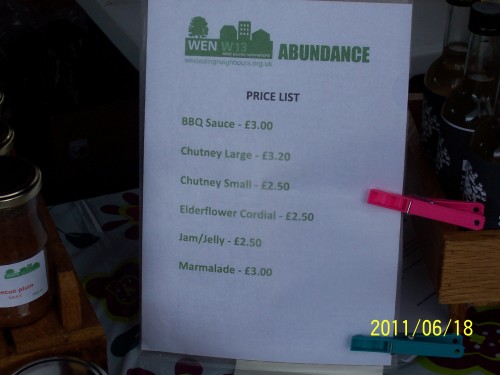 WEN W13
ABUNDANCE
PRICE LIST
BBQ Sauce - £3.00
Chutney Large - £3.20
Chutney Small - £2.50
Elderflower Cordial - £2.50
Jam/Jelly - £2.50
Marmalade - £3.00
2011/06/18